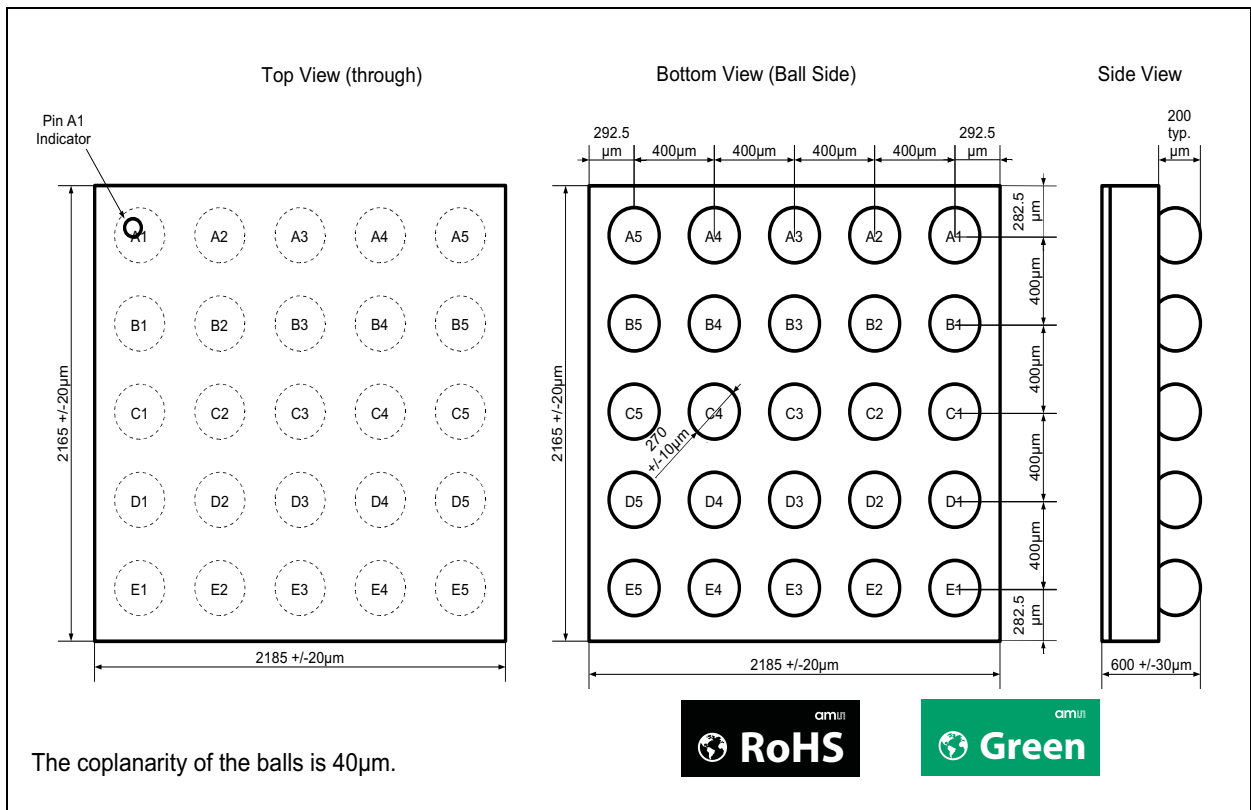 Top View (through)
Bottom View (Ball Side)
Side View
Pin A1
Indicator
292.5
µm
400µm
400µm
400µm
400µm
292.5
µm
200
typ.
µm
282.5
µm
A1
A2
A3
A4
A5
A5
A4
A3
A2
A1
400µm
B1
B2
B3
B4
B5
B5
B4
B3
B2
B1
400µm
2165 +/-20µm
2165 +/-20µm
C1
C2
C3
C4
C5
C5
C4
C3
C2
C1
270
+/-10µm
400µm
D1
D2
D3
D4
D5
D5
D4
D3
D2
D1
400µm
E1
E2
E3
E4
E5
E5
E4
E3
E2
E1
282.5
µm
2185 +/-20µm
2185 +/-20µm
600 +/-30µm
The coplanarity of the balls is 40µm.
amu
RoHS
amu
Green